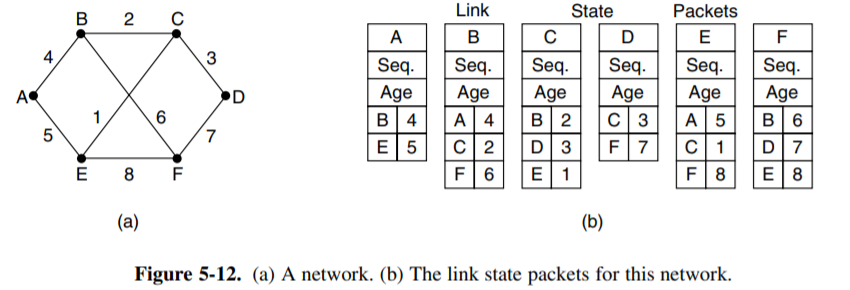 B 2 C
4 3
A D
1 6
5 7
E 8 F
(a)
Link State Packets
A B C D E F
Seq. Seq. Seq. Seq. Seq. Seq.
Age Age Age Age Age Age
B 4 A 4 B 2 C 3 A 5 B 6
E 5 C 2 D 3 F 7 C 1 D 7
F 6 E 1 F 8 E 8
(b)
Figure 5-12. (a) A network. (b) The link state packets for this network.